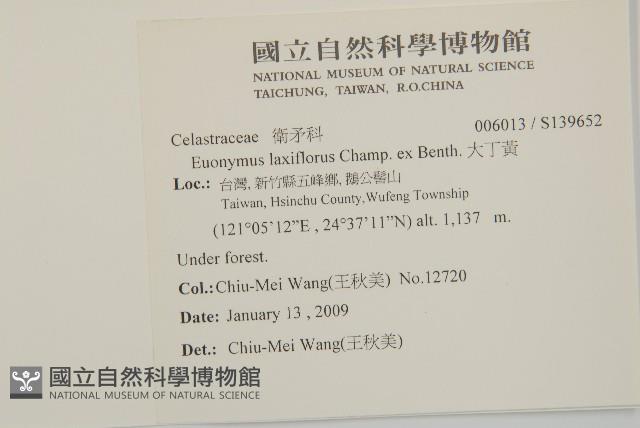 國立自然科學博物館
NATIONAL MUSEUM OF NATURAL SCIENCE
TAICHUNG, TAIWAN, R.O.CHINA
006013 / S139652
Celastraceae 衛矛科
Euonymus laxiflorus Champ. ex Benth. 大丁黃
Loc.: 台灣, 新竹縣五峰鄉, 鵝公髻山
Taiwan, Hsinchu County,Wufeng Township
(121°05'12”E , 24°37'11”N) alt. 1,137 m.
Under forest.
Col.:Chiu-Mei Wang(王秋美) No.12720
Date: January 13 , 2009
Det.: Chiu-Mei Wang(王秋美)
國立自然科學博物館
NATIONAL MUSEUM OF NATURAL SCIENCE